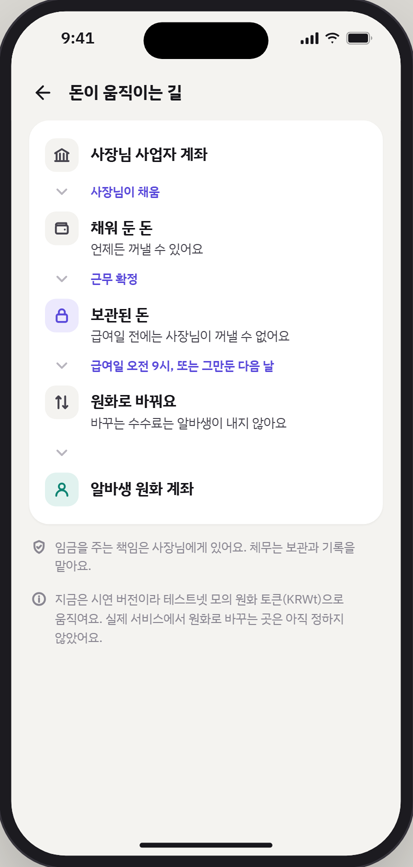 9:41
돈이 움직이는 길
사장님 사업자 계좌
사장님이 채움
채워 둔 돈
언제든 꺼낼 수 있어요
근무 확정
보관된 돈
급여일 전에는 사장님이 꺼낼 수 없어요
급여일 오전 9시, 또는 그만둔 다음 날
원화로 바꿔요
바꾸는 수수료는 알바생이 내지 않아요
알바생 원화 계좌
임금을 주는 책임은 사장님에게 있어요. 체무는 보관과 기록을
맡아요.
지금은 시연 버전이라 테스트넷 모의 원화 토큰(KRWt)으로
움직여요. 실제 서비스에서 원화로 바꾸는 곳은 아직 정하지
않았어요.